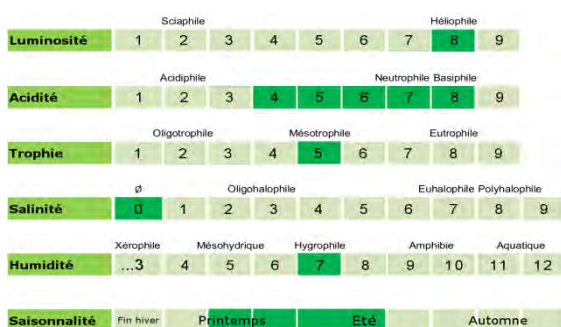 Sciaphile Héliophile
Luminosité 1 2 3 4 5 6 7 8 9
Acidiphile Neutrophile Basiphile
Acidité 1 2 3 4 5 6 7 8 9
Oligotrophile Mésotrophile Eutrophile
Trophie 1 2 3 4 5 6 7 8 9
Ø Oligohalophile Euhalophile Polyhalophile
Salinité 0 1 2 3 4 5 6 7 8 9
Xérophile Mésohydrique Hygrophile Amphibie Aquatique
Humidité ...3 4 5 6 7 8 9 10 11 12
Saisonnalité Fin hiver Printemps Eté Automne